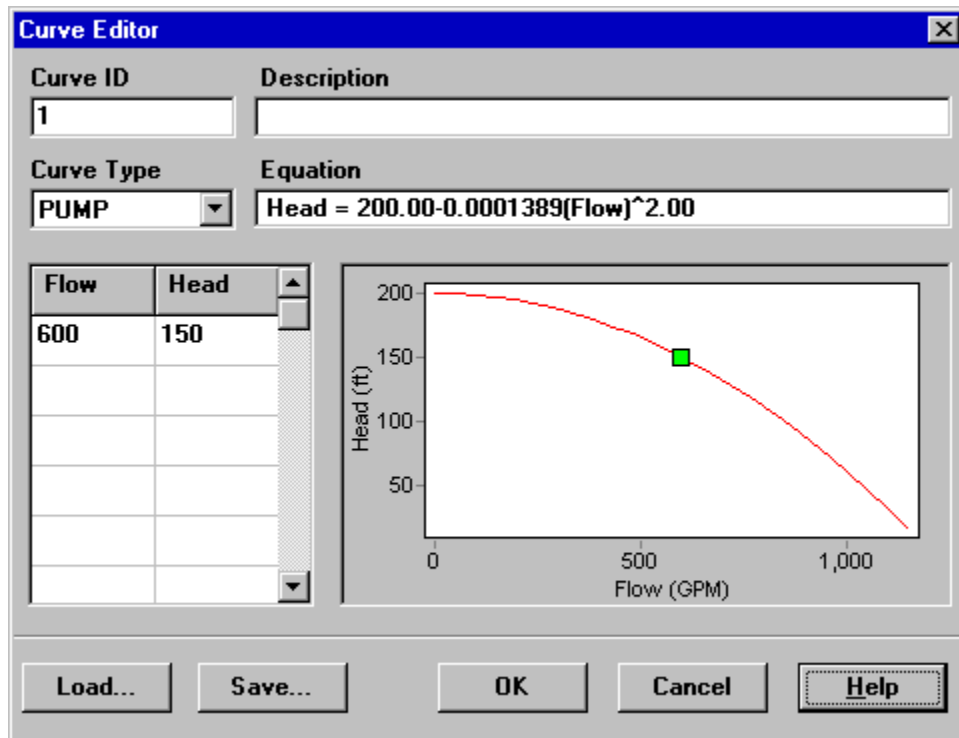 Curve Editor
Curve ID Description
1
Curve Type Equation
PUMP Head = 200.00-0.0001389(Flow)^2.00
Flow Head
600 150
200
150
100
50
Head (ft)
0 500 1,000
Flow (GPM)
Load... Save... OK Cancel Help